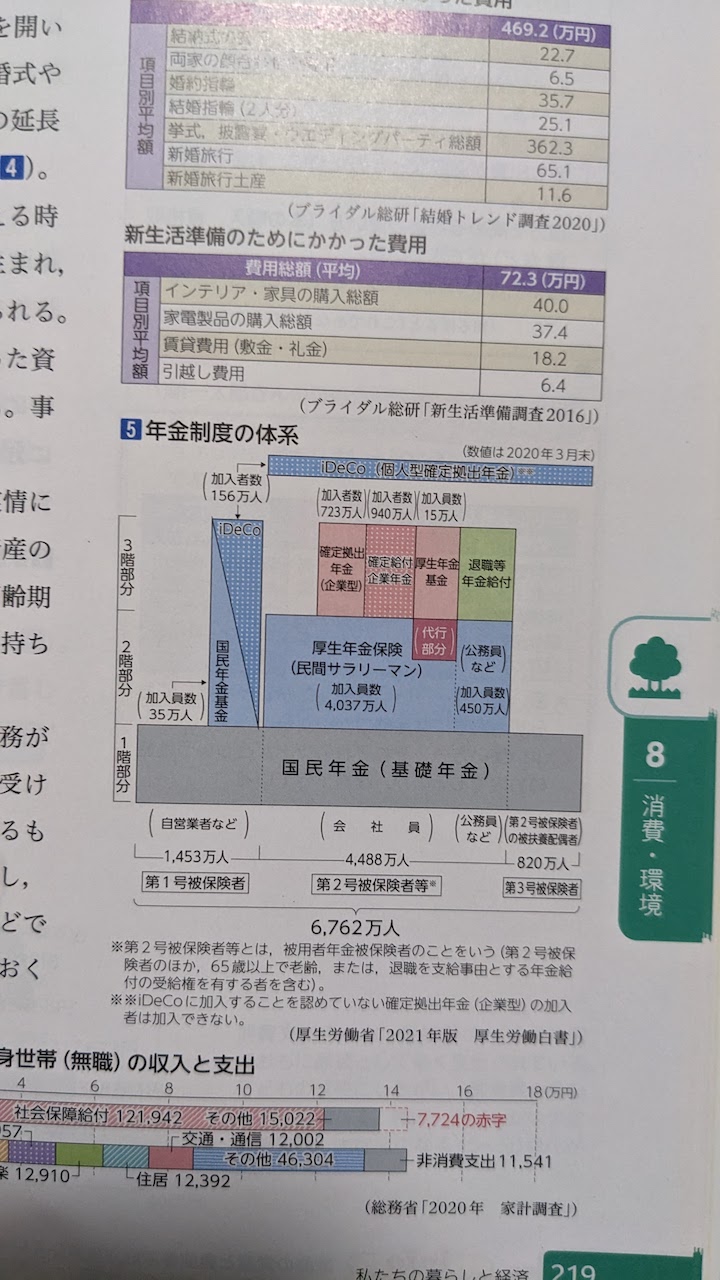 かった費用
469.2(万円)
項目別平均額
22.7
両家の顔合
6.5
婚約指輪
35.7
結婚指輪(2人分)
25.1
挙式,披露宴・ウエディングパーティ総額
362.3
新婚旅行
65.1
新婚旅行土産
11.6
(ブライダル総研「結婚トレンド調査2020」)
新生活準備のためにかかった費用
費用総額(平均) 72.3(万円)
項目別平均額
インテリア・家具の購入総額 40.0
家電製品の購入総額 37.4
賃貸費用(敷金・礼金) 18.2
引越し費用 6.4
(ブライダル総研「新生活準備調査2016」)
を開い
婚式や
の延長
4)。
える時
生まれ,
られる。
った資
。事
情に
産の
齢期
持ち
務が
受け
るも
し,
どで
おく
5 年金制度の体系
(数値は2020年3月末)
iDeCo(個人型確定拠出年金)※※
(加入者数156万人)
iDeCo
(加入者数723万人)
(加入者数940万人)
(加入員数15万人)
3階部分
確定拠出年金(企業型)
確定給付企業年金
厚生年金基金
退職等年金給付
2階部分
国民年金基金
(加入員数35万人)
厚生年金保険
(民間サラリーマン)
(加入員数4,037万人)
(代行部分)
(公務員など)
(加入員数450万人)
1階部分
国民年金(基礎年金)
(自営業者など)
(会社員)
(公務員など)
(第2号被保険者の被扶養配偶者)
1,453万人
4,488万人
820万人
第1号被保険者
第2号被保険者等※
第3号被保険者
6,762万人
※第2号被保険者等とは,被用者年金被保険者のことをいう(第2号被保
険者のほか,65歳以上で老齢,または,退職を支給事由とする年金給
付の受給権を有する者を含む)。
※※iDeCoに加入することを認めていない確定拠出年金(企業型)の加入
者は加入できない。
(厚生労働省「2021年版 厚生労働白書」)
身世帯(無職)の収入と支出
4 6 8 10 12 14 16 18(万円)
社会保障給付 121,942 その他 15,022
7,724の赤字
957
交通・通信 12,002
その他 46,304
非消費支出 11,541
楽 12,910
住居 12,392
(総務省「2020年 家計調査」)
8
消費・環境
私たちの暮らしと経済 219